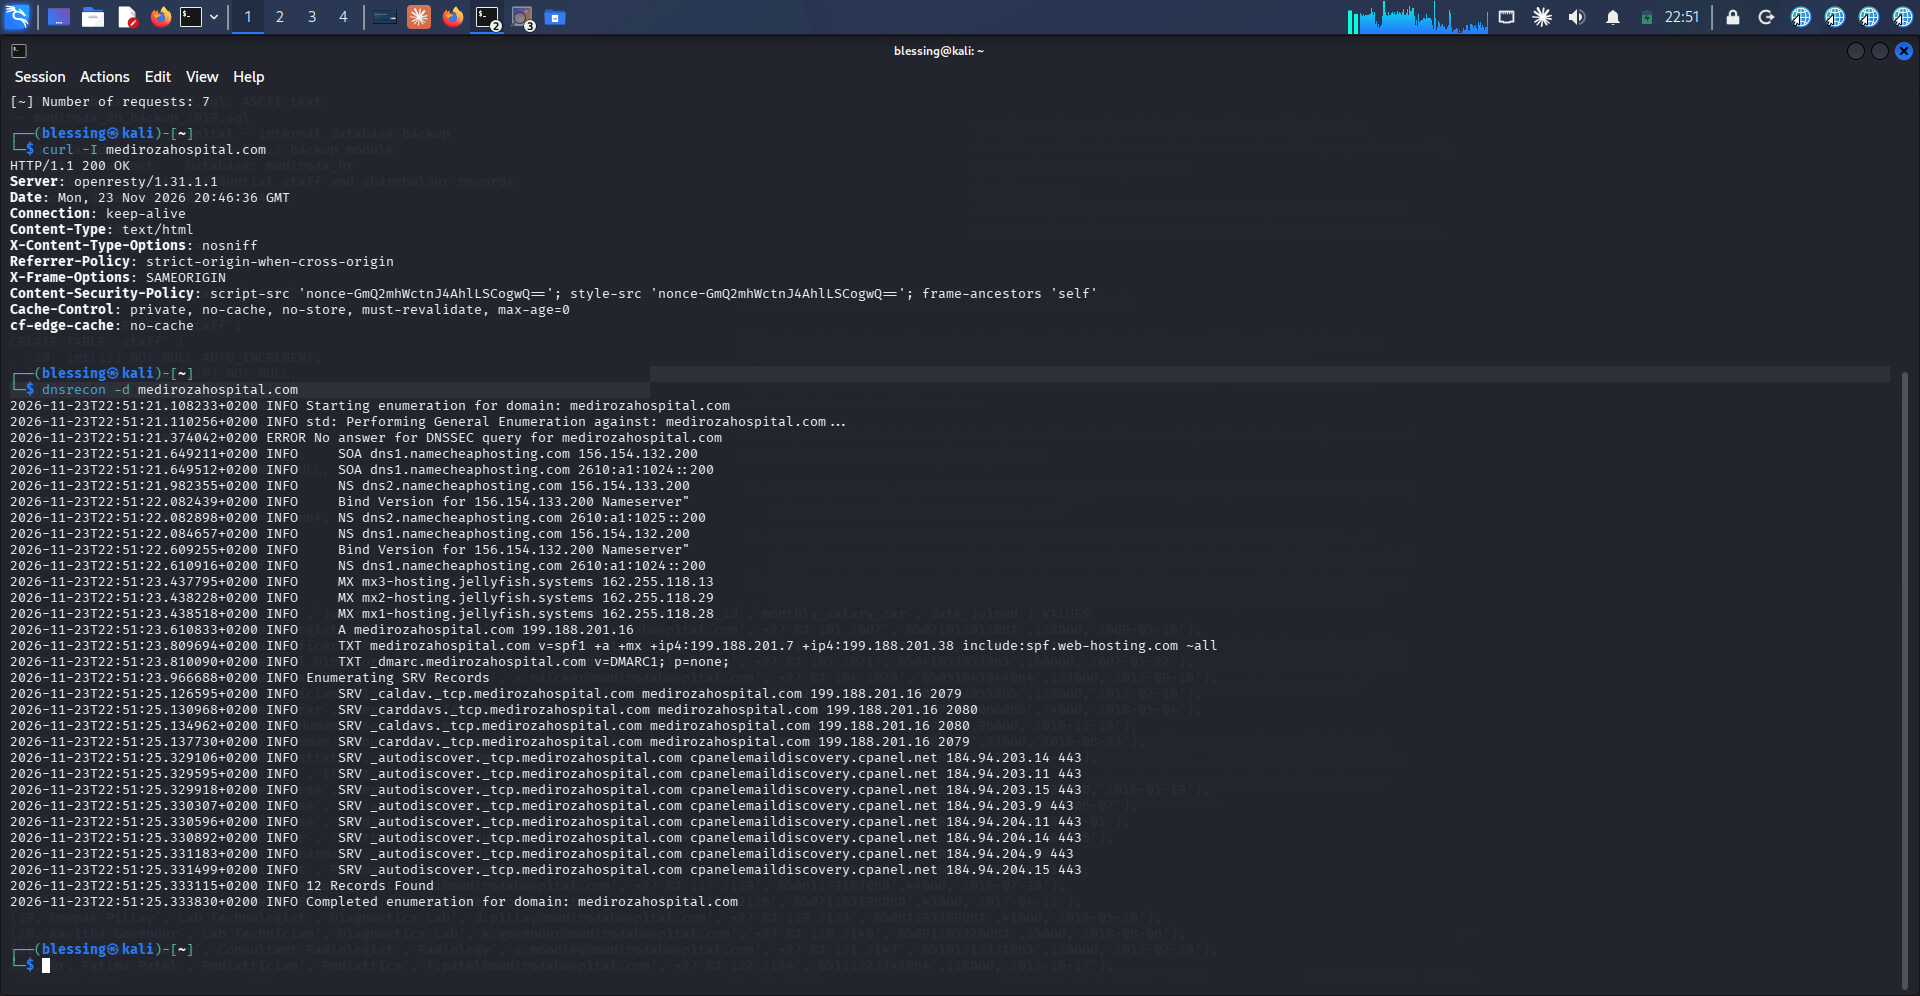 1 2 3 4 2 3 22:51
blessing@kali: ~
Session Actions Edit View Help
[~] Number of requests: 7
┌──(blessing㉿kali)-[~]
└─$ curl -I medirozahospital.com
HTTP/1.1 200 OK
Server: openresty/1.31.1.1
Date: Mon, 23 Nov 2026 20:46:36 GMT
Connection: keep-alive
Content-Type: text/html
X-Content-Type-Options: nosniff
Referrer-Policy: strict-origin-when-cross-origin
X-Frame-Options: SAMEORIGIN
Content-Security-Policy: script-src 'nonce-GmQ2mhWctnJ4AhlLSCogwQ=='; style-src 'nonce-GmQ2mhWctnJ4AhlLSCogwQ=='; frame-ancestors 'self'
Cache-Control: private, no-cache, no-store, must-revalidate, max-age=0
cf-edge-cache: no-cache
┌──(blessing㉿kali)-[~]
└─$ dnsrecon -d medirozahospital.com
2026-11-23T22:51:21.108233+0200 INFO Starting enumeration for domain: medirozahospital.com
2026-11-23T22:51:21.110256+0200 INFO std: Performing General Enumeration against: medirozahospital.com...
2026-11-23T22:51:21.374042+0200 ERROR No answer for DNSSEC query for medirozahospital.com
2026-11-23T22:51:21.649211+0200 INFO SOA dns1.namecheaphosting.com 156.154.132.200
2026-11-23T22:51:21.649512+0200 INFO SOA dns1.namecheaphosting.com 2610:a1:1024::200
2026-11-23T22:51:21.982355+0200 INFO NS dns2.namecheaphosting.com 156.154.133.200
2026-11-23T22:51:22.082439+0200 INFO Bind Version for 156.154.133.200 Nameserver"
2026-11-23T22:51:22.082898+0200 INFO NS dns2.namecheaphosting.com 2610:a1:1025::200
2026-11-23T22:51:22.084657+0200 INFO NS dns1.namecheaphosting.com 156.154.132.200
2026-11-23T22:51:22.609255+0200 INFO Bind Version for 156.154.132.200 Nameserver"
2026-11-23T22:51:22.610916+0200 INFO NS dns1.namecheaphosting.com 2610:a1:1024::200
2026-11-23T22:51:23.437795+0200 INFO MX mx3-hosting.jellyfish.systems 162.255.118.13
2026-11-23T22:51:23.438228+0200 INFO MX mx2-hosting.jellyfish.systems 162.255.118.29
2026-11-23T22:51:23.438518+0200 INFO MX mx1-hosting.jellyfish.systems 162.255.118.28
2026-11-23T22:51:23.610833+0200 INFO A medirozahospital.com 199.188.201.16
2026-11-23T22:51:23.809694+0200 INFO TXT medirozahospital.com v=spf1 +a +mx +ip4:199.188.201.7 +ip4:199.188.201.38 include:spf.web-hosting.com ~all
2026-11-23T22:51:23.810090+0200 INFO TXT _dmarc.medirozahospital.com v=DMARC1; p=none;
2026-11-23T22:51:23.966688+0200 INFO Enumerating SRV Records
2026-11-23T22:51:25.126595+0200 INFO SRV _caldav._tcp.medirozahospital.com medirozahospital.com 199.188.201.16 2079
2026-11-23T22:51:25.130968+0200 INFO SRV _carddavs._tcp.medirozahospital.com medirozahospital.com 199.188.201.16 2080
2026-11-23T22:51:25.134962+0200 INFO SRV _caldavs._tcp.medirozahospital.com medirozahospital.com 199.188.201.16 2080
2026-11-23T22:51:25.137730+0200 INFO SRV _carddav._tcp.medirozahospital.com medirozahospital.com 199.188.201.16 2079
2026-11-23T22:51:25.329106+0200 INFO SRV _autodiscover._tcp.medirozahospital.com cpanelemaildiscovery.cpanel.net 184.94.203.14 443
2026-11-23T22:51:25.329595+0200 INFO SRV _autodiscover._tcp.medirozahospital.com cpanelemaildiscovery.cpanel.net 184.94.203.11 443
2026-11-23T22:51:25.329918+0200 INFO SRV _autodiscover._tcp.medirozahospital.com cpanelemaildiscovery.cpanel.net 184.94.203.15 443
2026-11-23T22:51:25.330307+0200 INFO SRV _autodiscover._tcp.medirozahospital.com cpanelemaildiscovery.cpanel.net 184.94.203.9 443
2026-11-23T22:51:25.330596+0200 INFO SRV _autodiscover._tcp.medirozahospital.com cpanelemaildiscovery.cpanel.net 184.94.204.11 443
2026-11-23T22:51:25.330892+0200 INFO SRV _autodiscover._tcp.medirozahospital.com cpanelemaildiscovery.cpanel.net 184.94.204.14 443
2026-11-23T22:51:25.331183+0200 INFO SRV _autodiscover._tcp.medirozahospital.com cpanelemaildiscovery.cpanel.net 184.94.204.9 443
2026-11-23T22:51:25.331499+0200 INFO SRV _autodiscover._tcp.medirozahospital.com cpanelemaildiscovery.cpanel.net 184.94.204.15 443
2026-11-23T22:51:25.333115+0200 INFO 12 Records Found
2026-11-23T22:51:25.333830+0200 INFO Completed enumeration for domain: medirozahospital.com
┌──(blessing㉿kali)-[~]
└─$